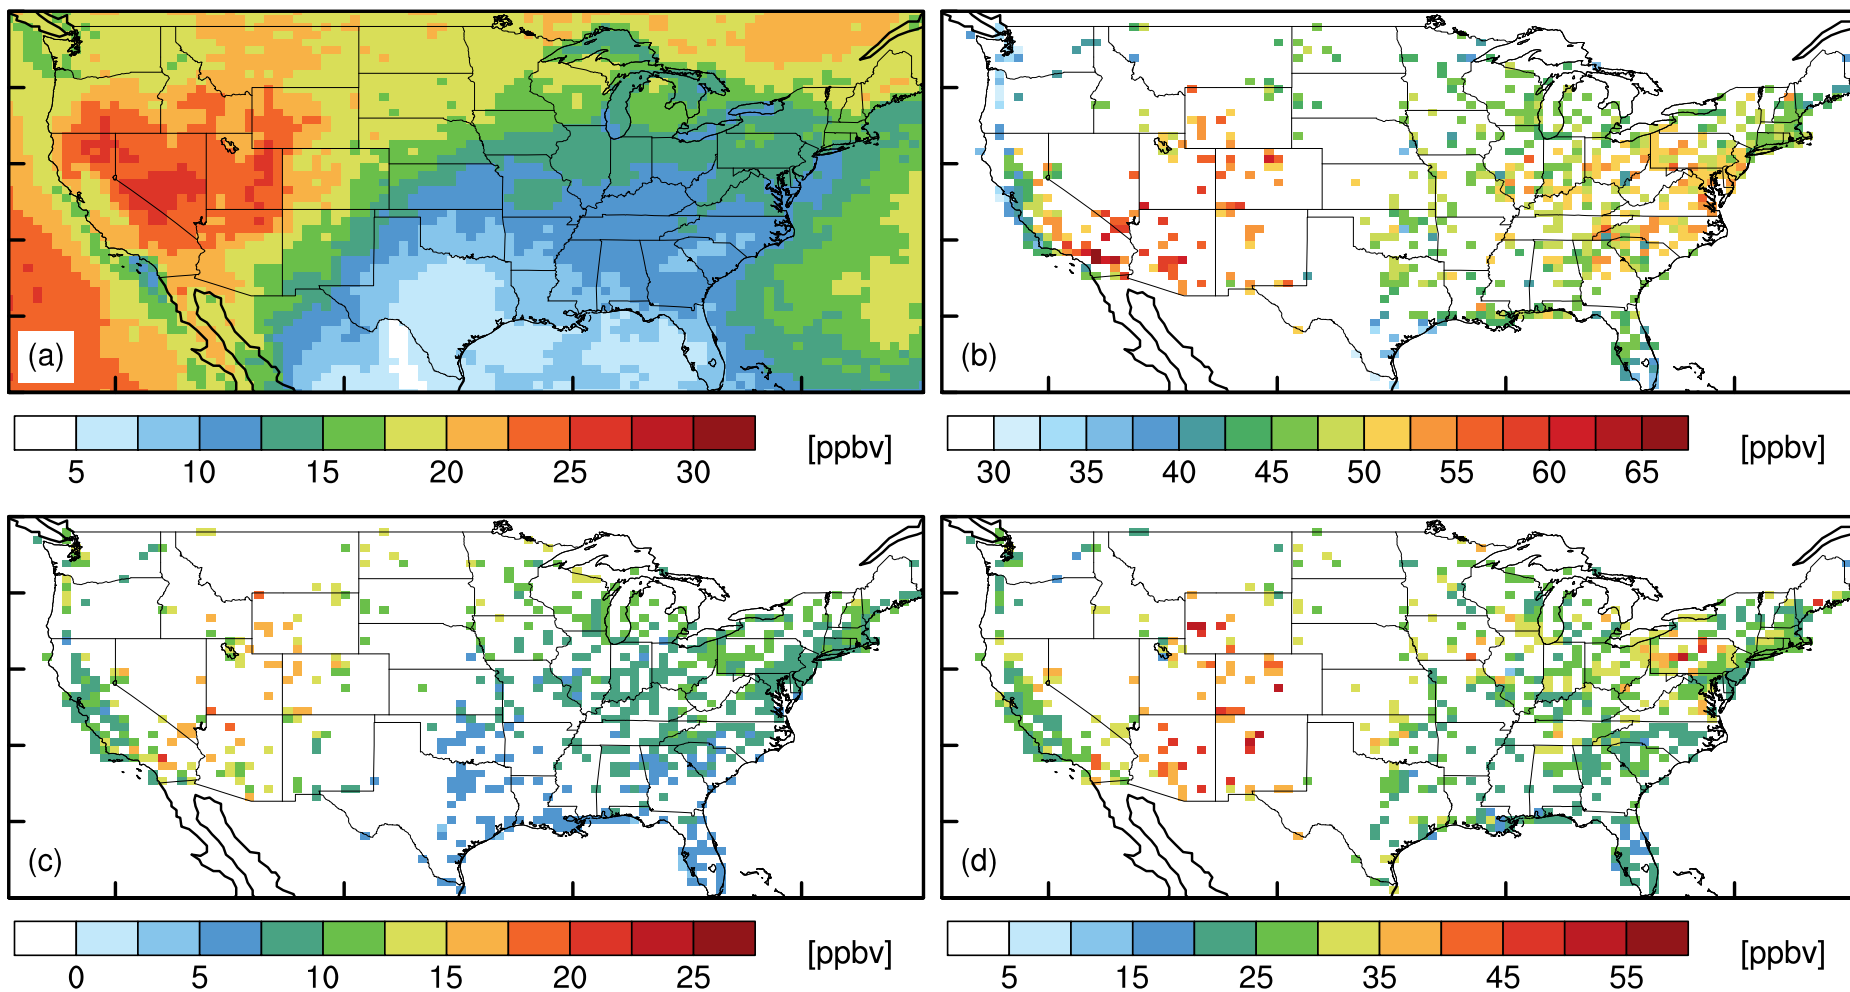 (a)
(b)
5 10 15 20 25 30 [ppbv]
30 35 40 45 50 55 60 65 [ppbv]
(c)
(d)
0 5 10 15 20 25 [ppbv]
5 15 25 35 45 55 [ppbv]